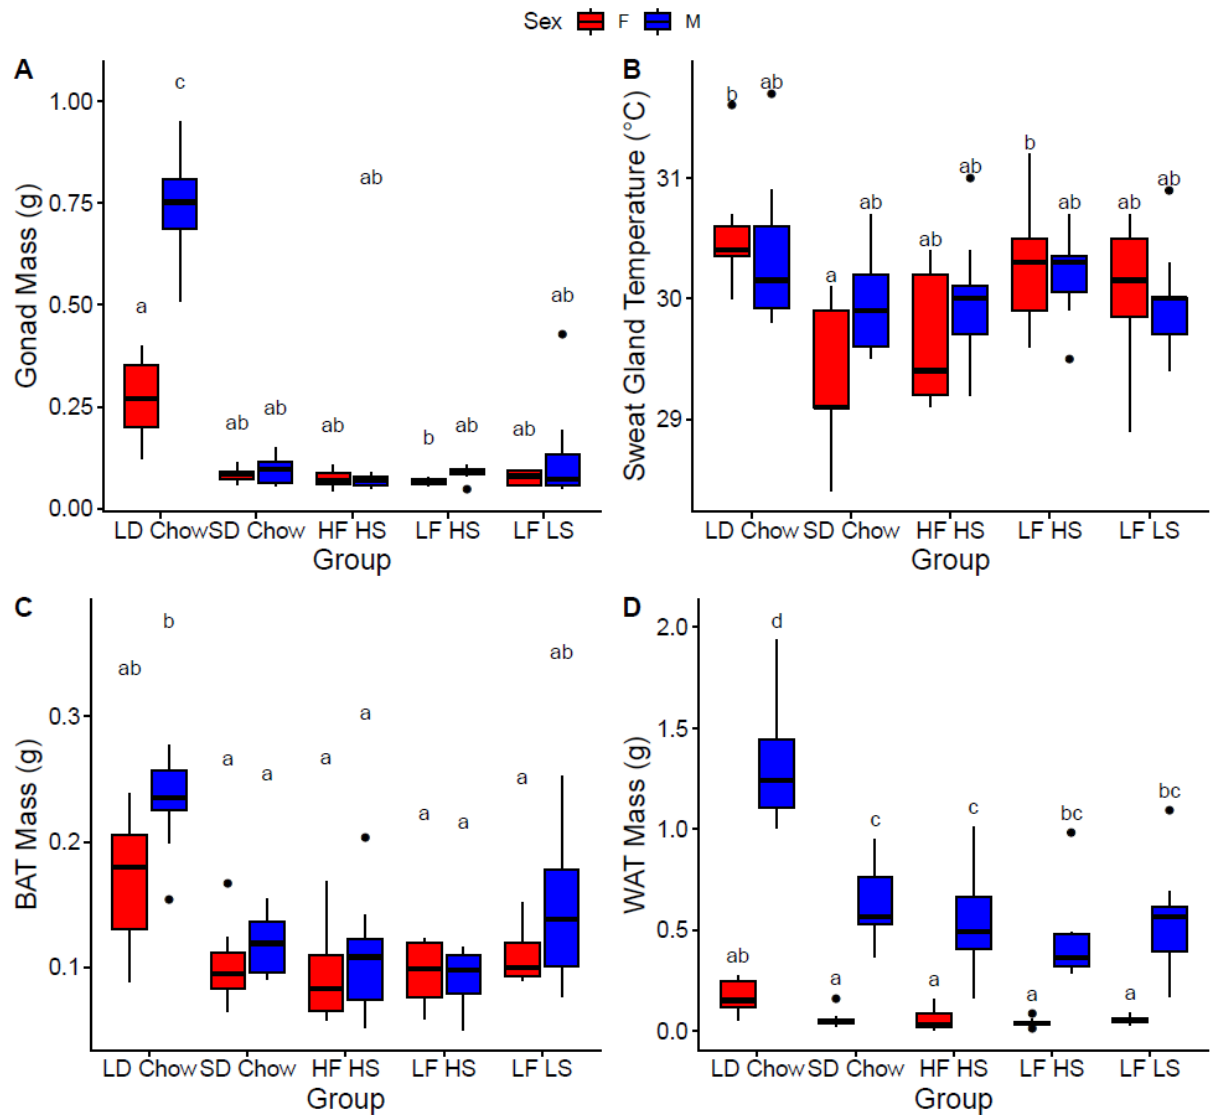 Sex F M
A
Gonad Mass (g)
1.00
0.75
0.50
0.25
0.00
a c ab ab ab ab b ab ab ab
LD Chow SD Chow HF HS LF HS LF LS
Group
B
Sweat Gland Temperature (°C)
31
30
29
b ab a ab ab ab b ab ab ab
LD Chow SD Chow HF HS LF HS LF LS
Group
C
BAT Mass (g)
0.3
0.2
0.1
ab b a a a a a a a ab
LD Chow SD Chow HF HS LF HS LF LS
Group
D
WAT Mass (g)
2.0
1.5
1.0
0.5
0.0
ab d a c a c a bc a bc
LD Chow SD Chow HF HS LF HS LF LS
Group